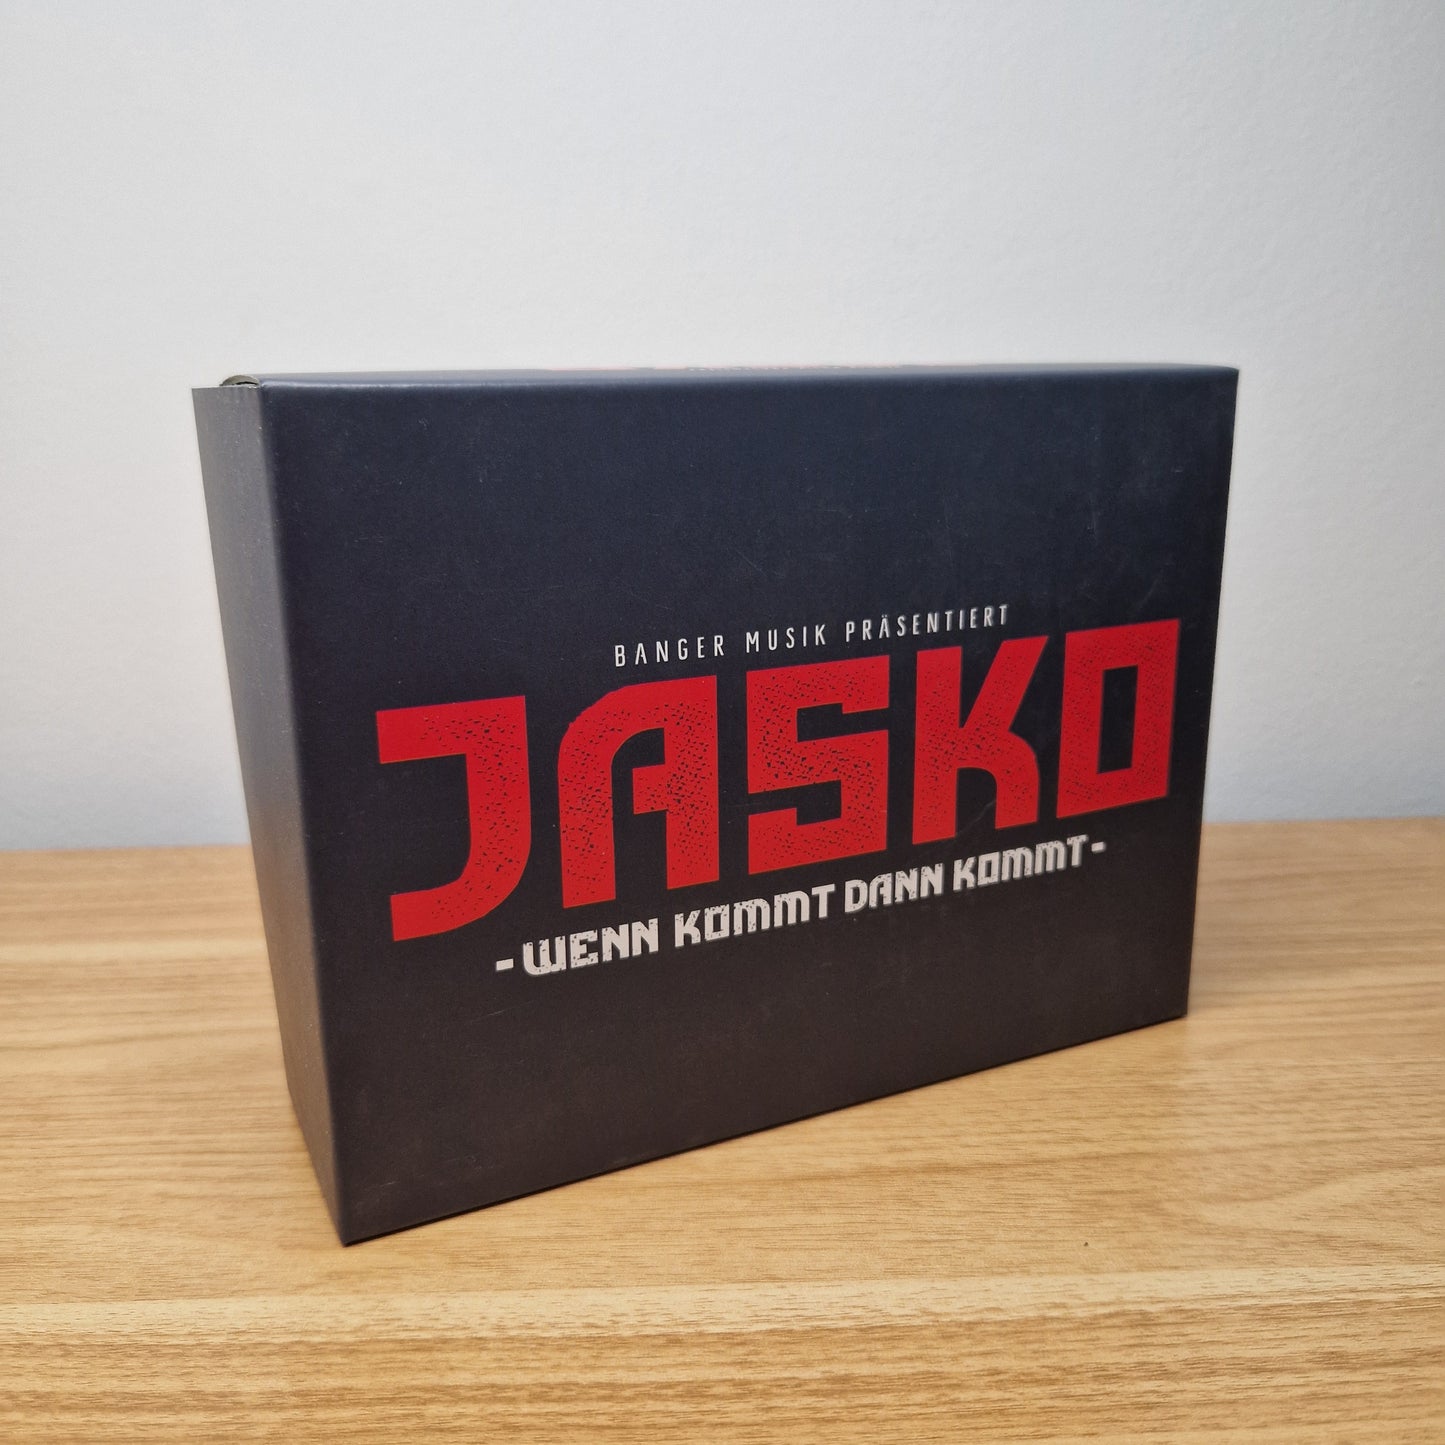 BANGER MUSIK PRÄSENTIERT
JASKO
-WENN KOMMT DANN KOMMT-